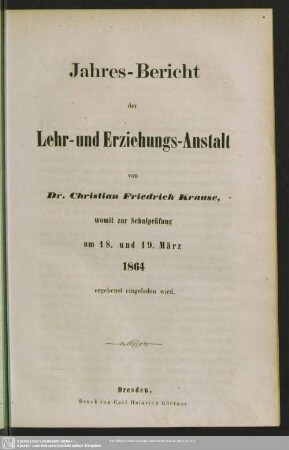 Jahres-Bericht
der
Lehr- und Erziehungs-Anstalt
von
Dr. Christian Friedrich Krause,
womit zur Schulprüfung
am 18. und 19. März
1864
ergebenst eingeladen wird.
Dresden,
Druck von Carl Heinrich Gärtner.